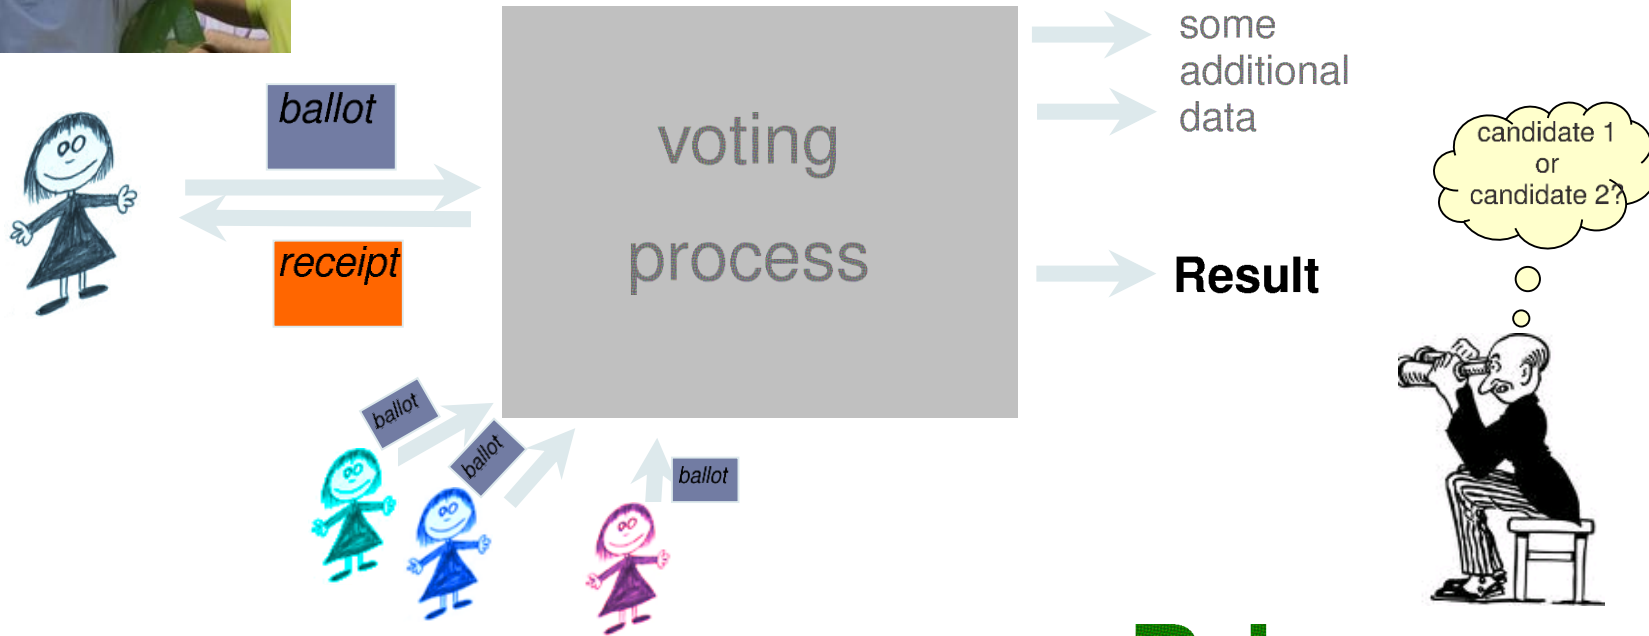 ballot
receipt
voting
process
some
additional
data
Result
candidate 1
or
candidate 2?
ballot
ballot
ballot